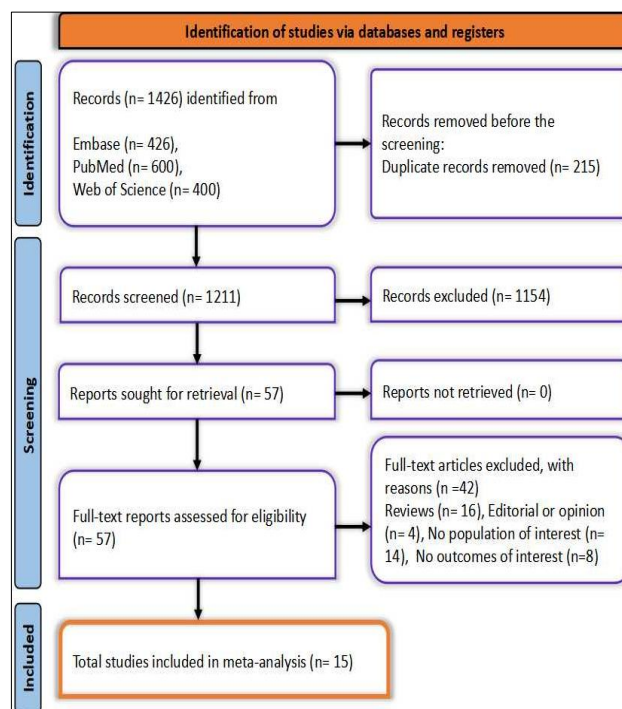 Identification of studies via databases and registers
Identification
Records (n= 1426) identified from
Embase (n= 426),
PubMed (n= 600),
Web of Science (n= 400)
Records removed before the
screening:
Duplicate records removed (n= 215)
Screening
Records screened (n= 1211)
Records excluded (n= 1154)
Reports sought for retrieval (n= 57)
Reports not retrieved (n= 0)
Full-text reports assessed for eligibility
(n= 57)
Full-text articles excluded, with
reasons (n =42)
Reviews (n= 16), Editorial or opinion
(n= 4), No population of interest (n=
14), No outcomes of interest (n=8)
Included
Total studies included in meta-analysis (n= 15)